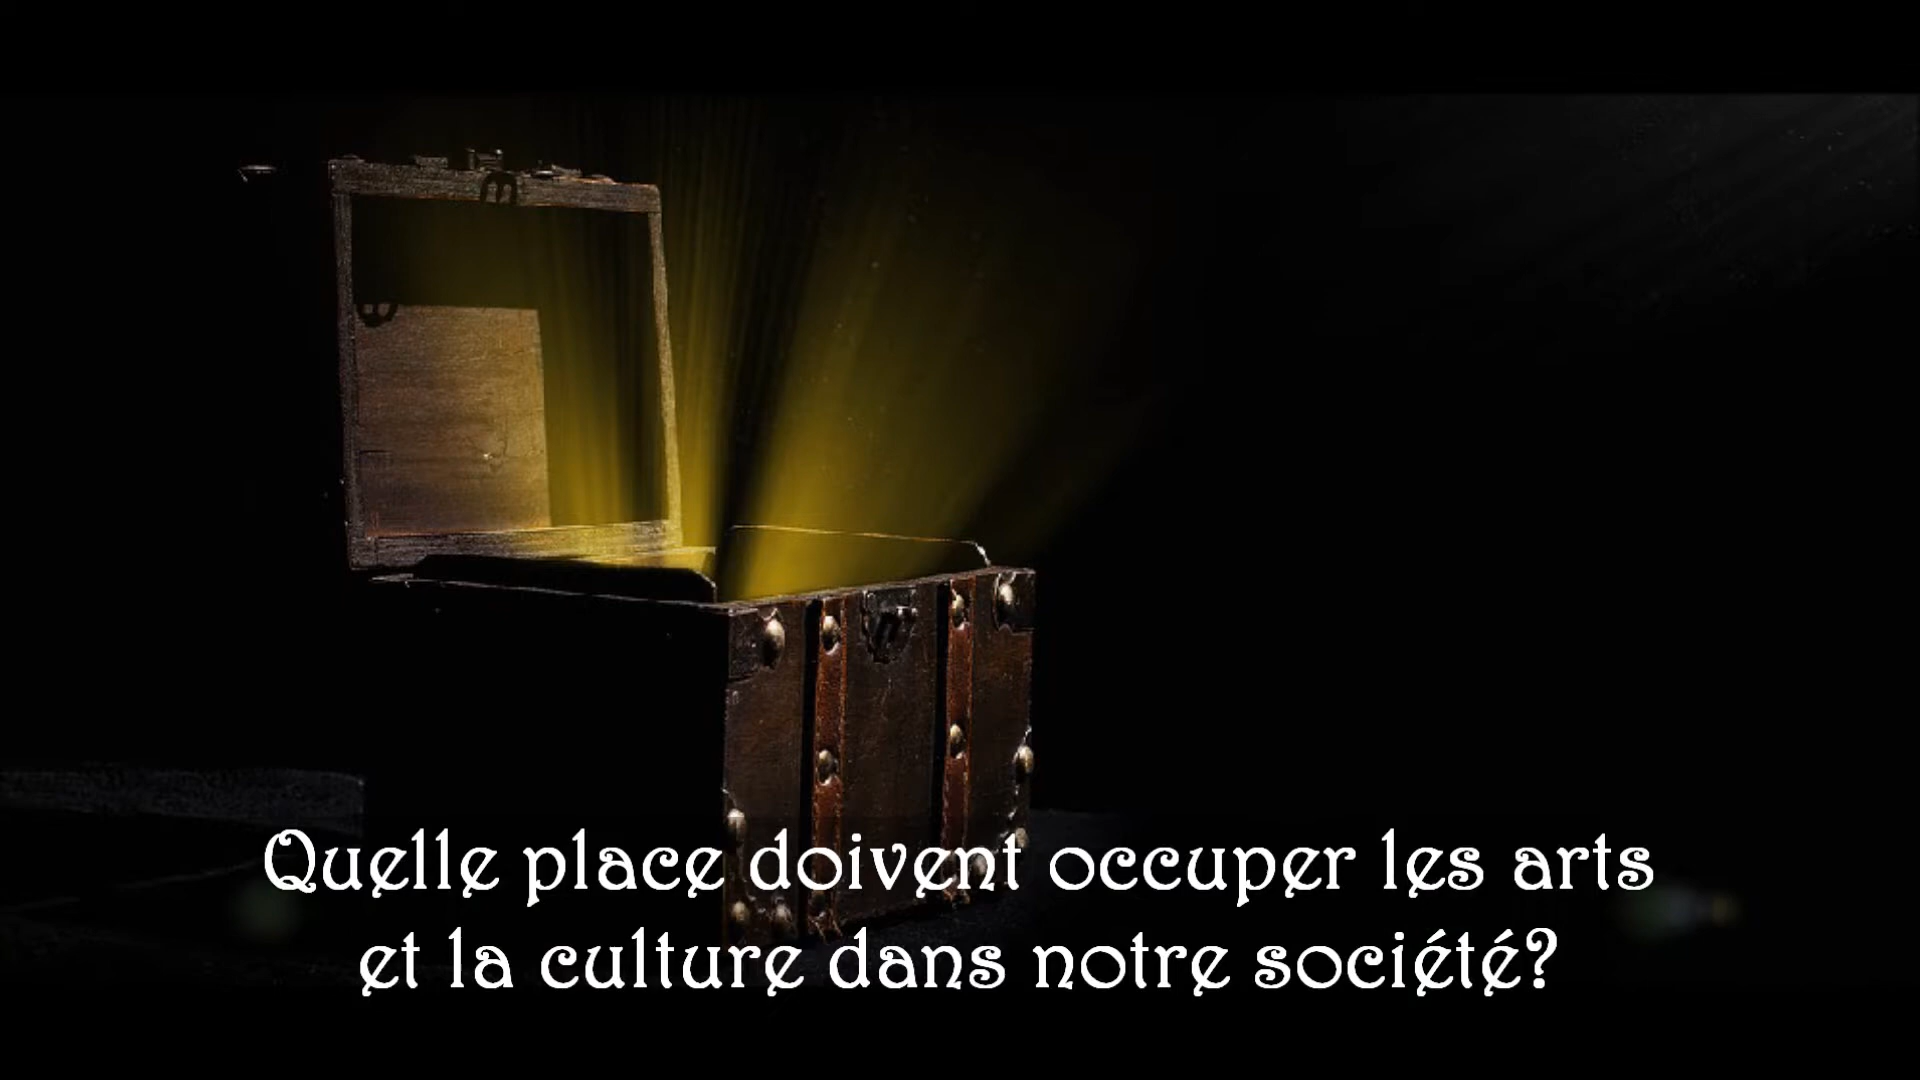 Quelle place doivent occuper les arts
et la culture dans notre société?